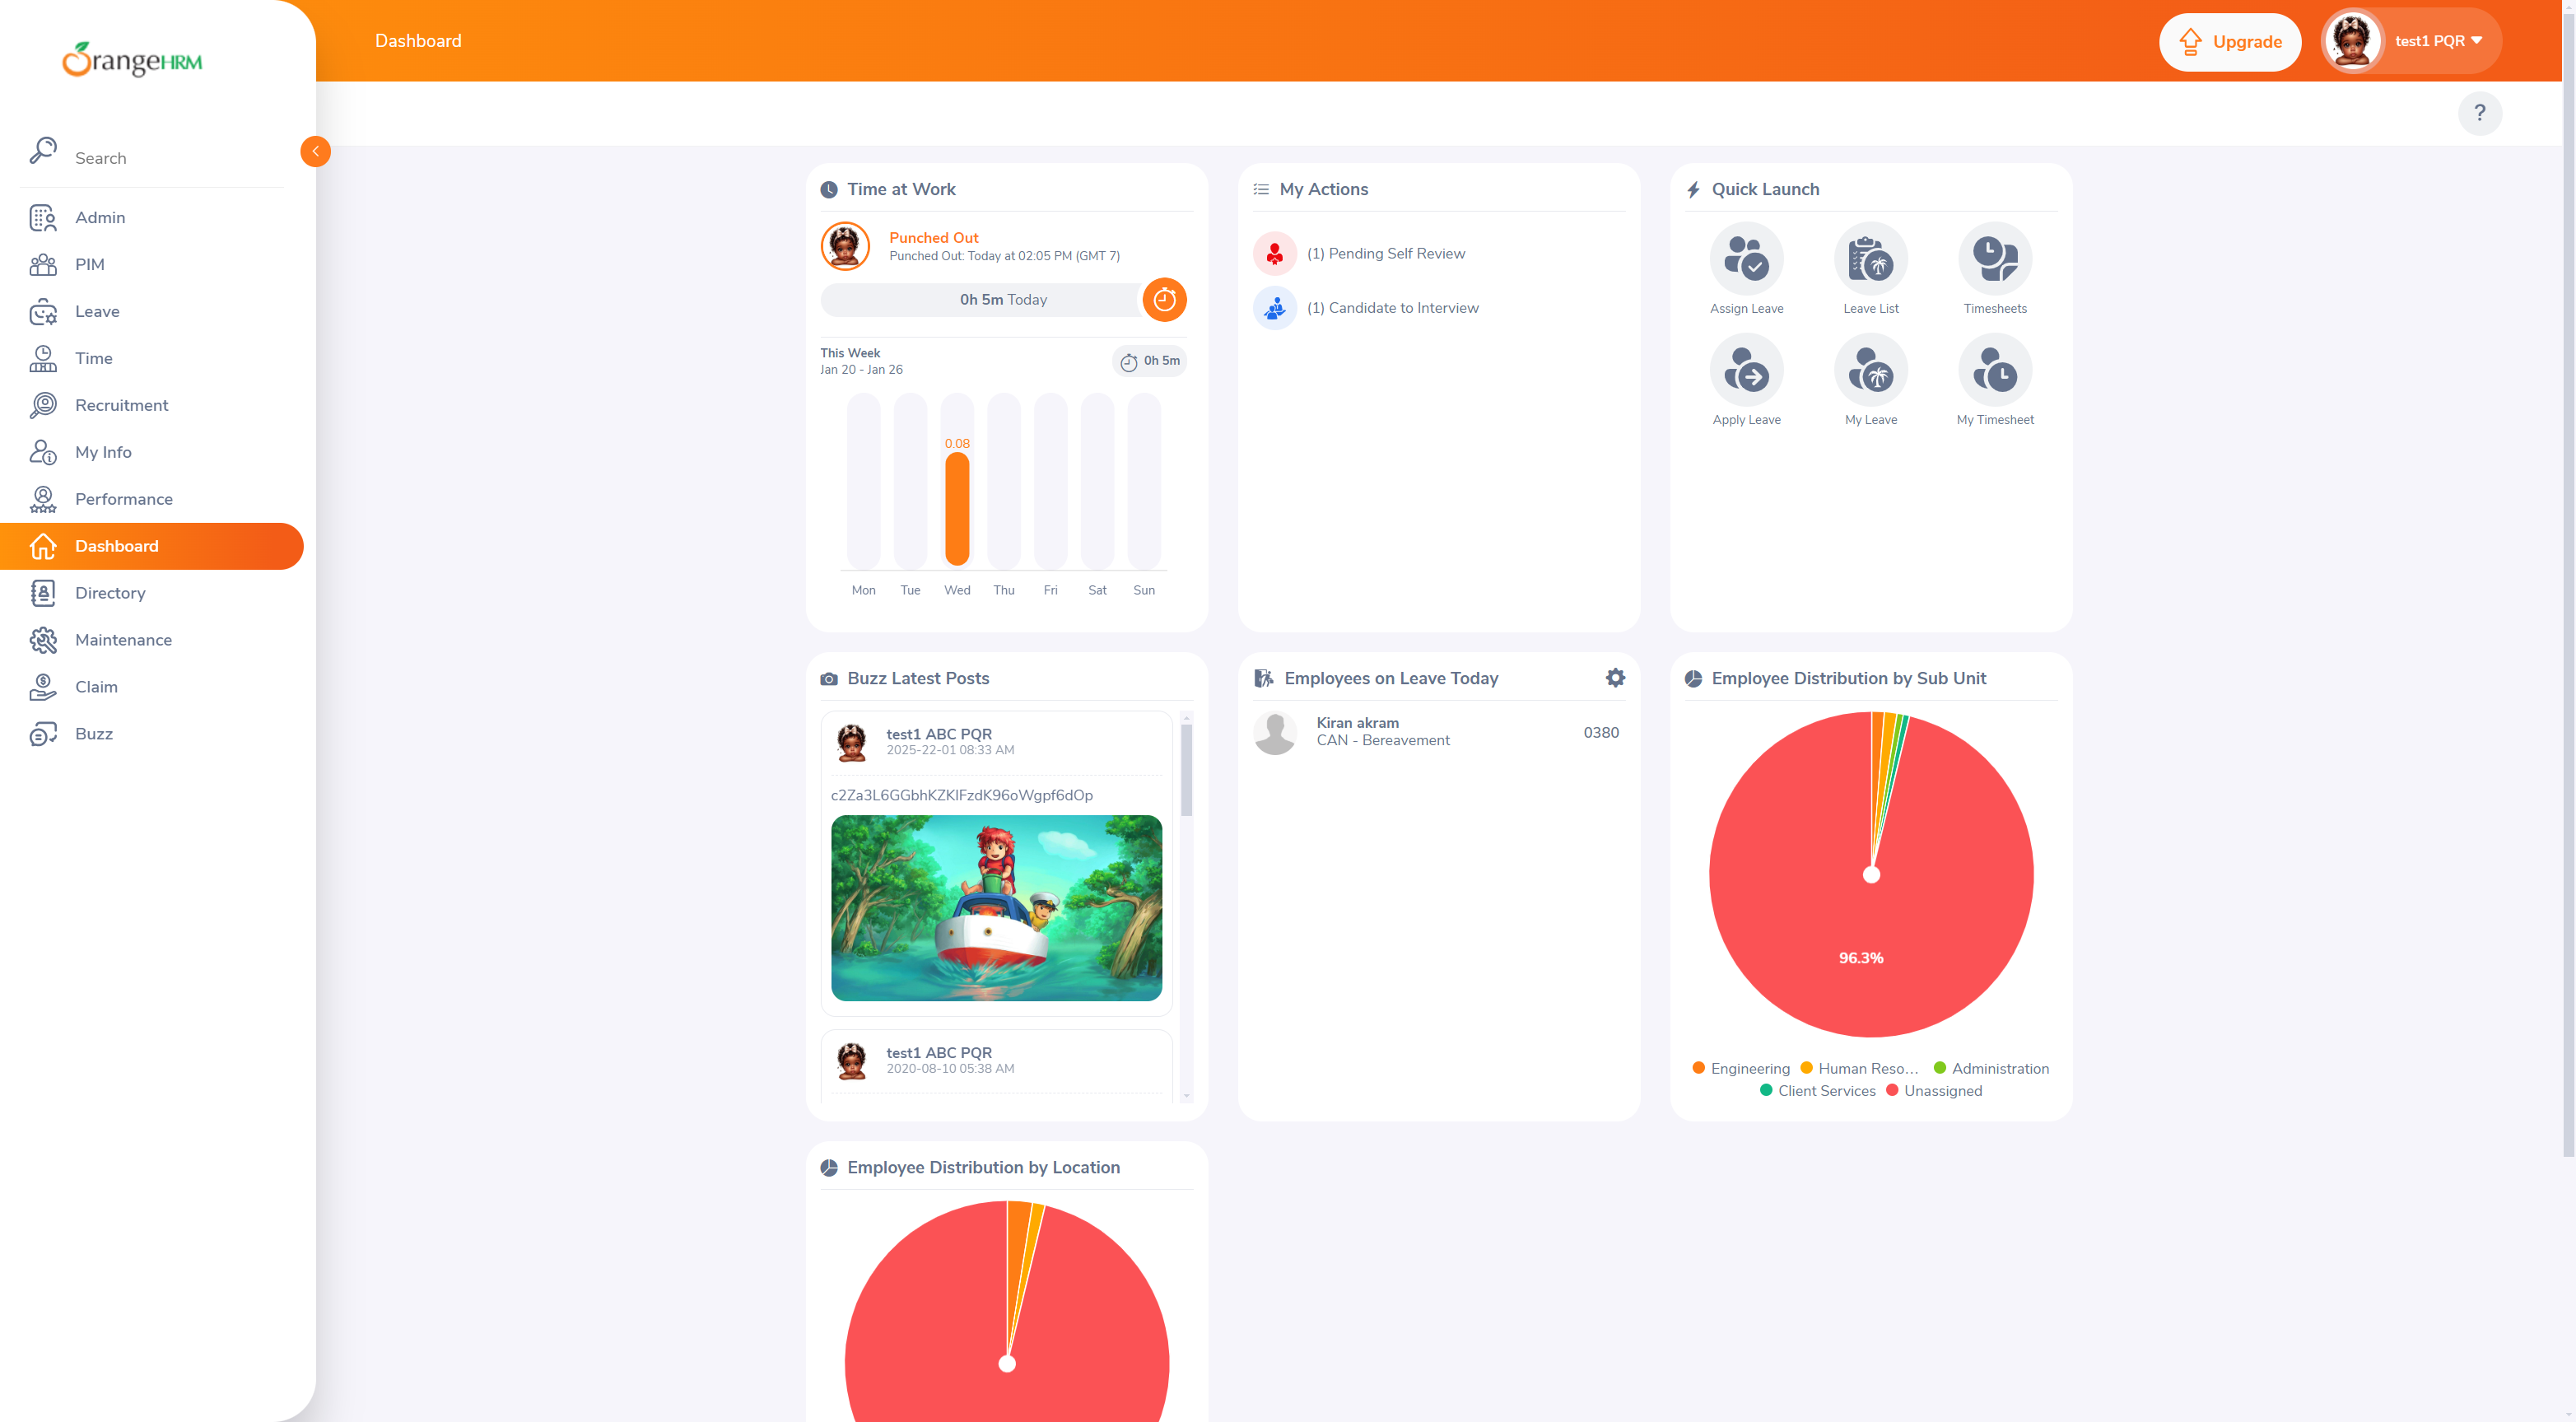 OrangeHRM
Dashboard
Upgrade
test1 PQR
?
Search
Admin
PIM
Leave
Time
Recruitment
My Info
Performance
Dashboard
Directory
Maintenance
Claim
Buzz
Time at Work
Punched Out
Punched Out: Today at 02:05 PM (GMT 7)
0h 5m Today
This Week
Jan 20 - Jan 26
0h 5m
0.08
Mon Tue Wed Thu Fri Sat Sun
My Actions
(1) Pending Self Review
(1) Candidate to Interview
Quick Launch
Assign Leave Leave List Timesheets
Apply Leave My Leave My Timesheet
Buzz Latest Posts
test1 ABC PQR
2025-22-01 08:33 AM
c2Za3L6GGbhKZKlFzdK96oWgpf6dOp
test1 ABC PQR
2020-08-10 05:38 AM
Employees on Leave Today
Kiran akram
CAN - Bereavement
0380
Employee Distribution by Sub Unit
96.3%
Engineering Human Reso... Administration
Client Services Unassigned
Employee Distribution by Location